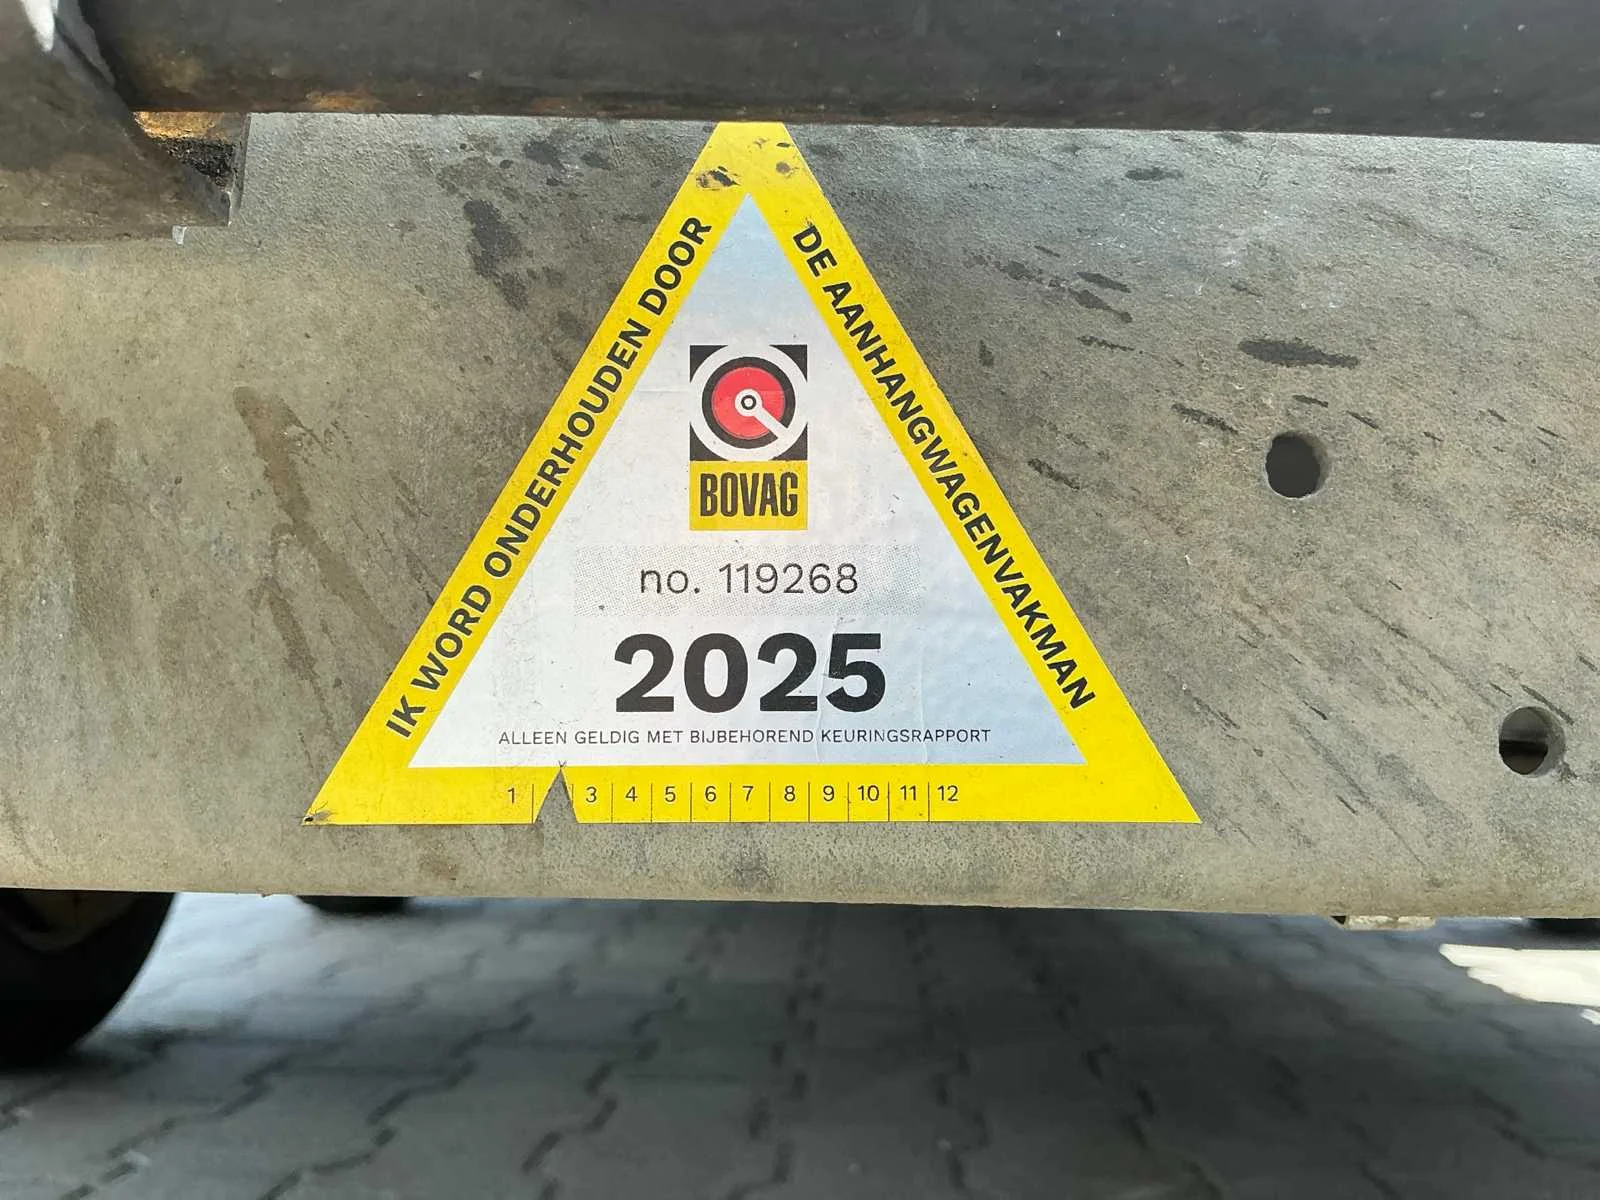 IK WORD ONDERHOUDEN DOOR
DE AANHANGWAGENVAKMAN
BOVAG
no. 119268
2025
ALLEEN GELDIG MET BIJBEHOREND KEURINGSRAPPORT
1 3 4 5 6 7 8 9 10 11 12